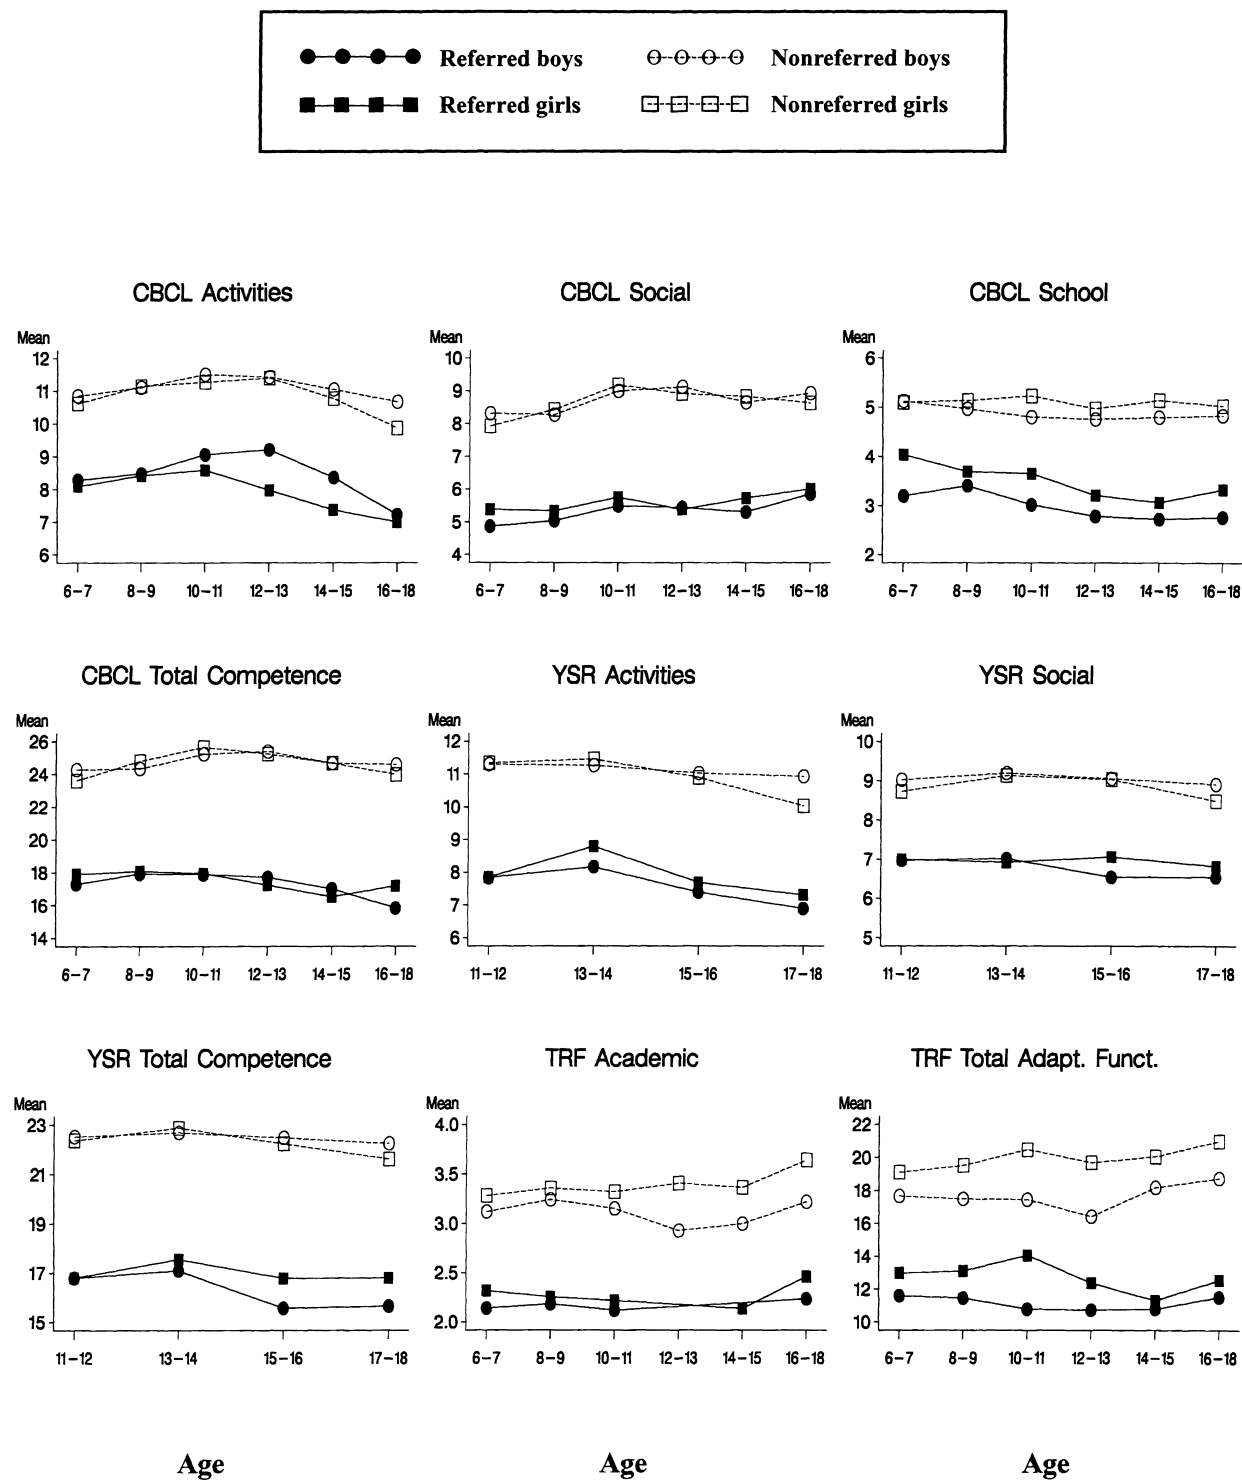 Referred boys Nonreferred boys
Referred girls Nonreferred girls
CBCL Activities CBCL Social CBCL School
Mean Mean Mean
12 10 6
11 9 5
10 8 4
9 7 3
8 6 2
7 5
6 4
6-7 8-9 10-11 12-13 14-15 16-18 6-7 8-9 10-11 12-13 14-15 16-18 6-7 8-9 10-11 12-13 14-15 16-18
CBCL Total Competence YSR Activities YSR Social
Mean Mean Mean
26 12 10
24 11 9
22 10 8
20 9 7
18 8 6
16 7 5
14 6
6-7 8-9 10-11 12-13 14-15 16-18 11-12 13-14 15-16 17-18 11-12 13-14 15-16 17-18
YSR Total Competence TRF Academic TRF Total Adapt. Funct.
Mean Mean Mean
23 4.0 22
21 3.5 20
19 3.0 18
17 2.5 16
15 2.0 14
12
10
11-12 13-14 15-16 17-18 6-7 8-9 10-11 12-13 14-15 16-18 6-7 8-9 10-11 12-13 14-15 16-18
Age Age Age